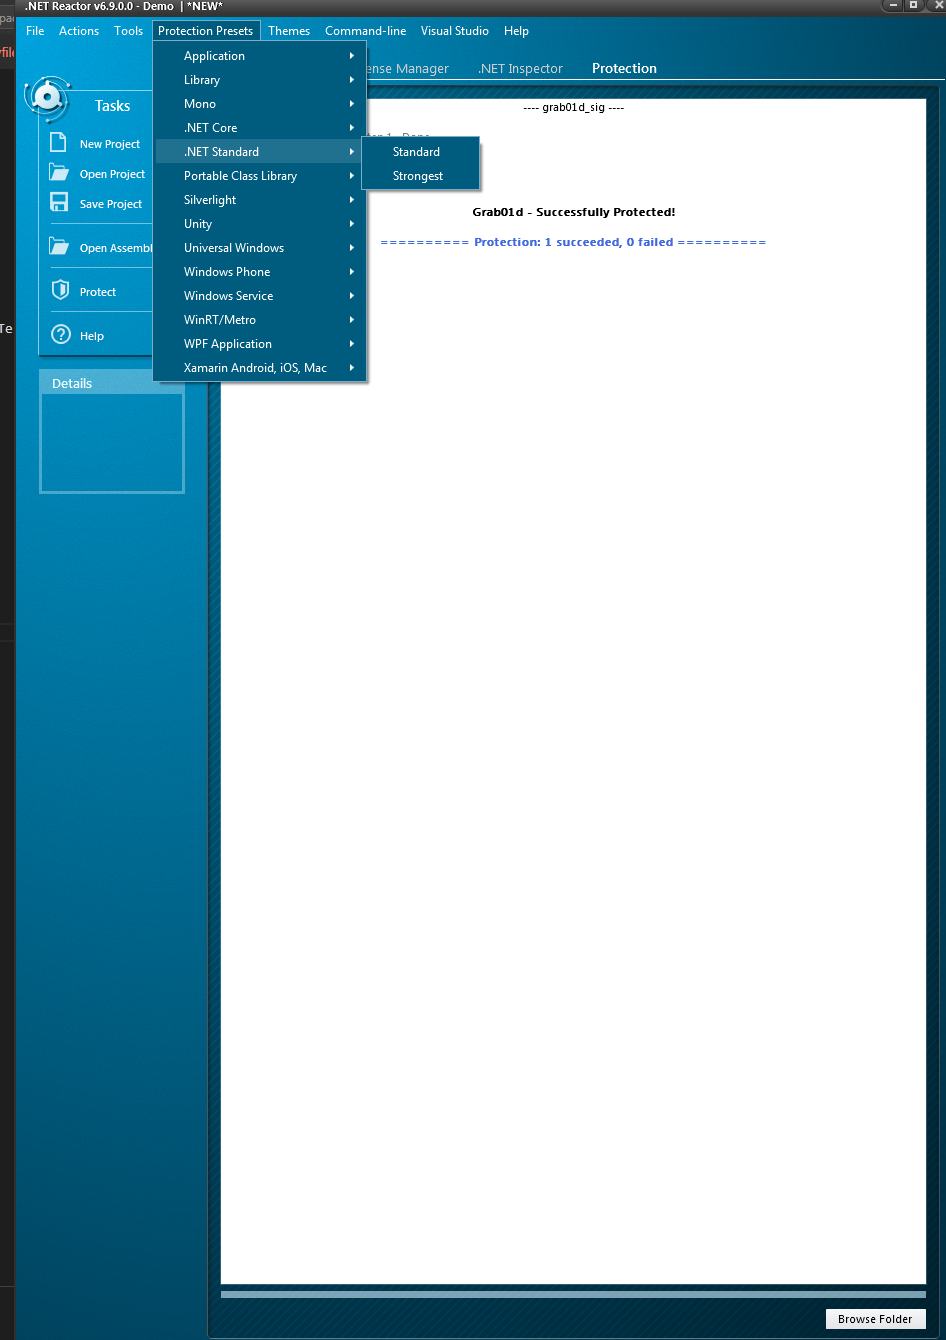 .NET Reactor v6.9.0.0 - Demo | *NEW*
File Actions Tools Protection Presets Themes Command-line Visual Studio Help
ense Manager .NET Inspector Protection
Tasks
New Project
Open Project
Save Project
Open Assembl
Protect
Help
Details
Application
Library
Mono
.NET Core
.NET Standard
Portable Class Library
Silverlight
Unity
Universal Windows
Windows Phone
Windows Service
WinRT/Metro
WPF Application
Xamarin Android, iOS, Mac
Standard
Strongest
---- grab01d_sig ----
Grab01d - Successfully Protected!
========== Protection: 1 succeeded, 0 failed ==========
Browse Folder